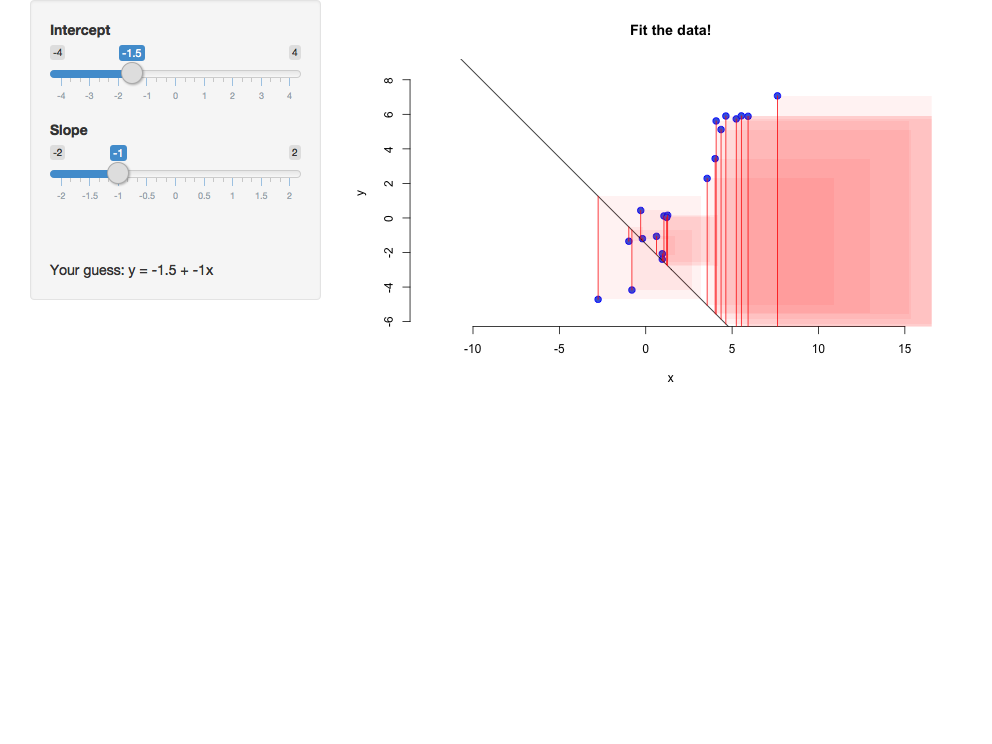 Intercept
-4 -1.5 4
-4 -3 -2 -1 0 1 2 3 4
Slope
-2 -1 2
-2 -1.5 -1 -0.5 0 0.5 1 1.5 2
Your guess: y = -1.5 + -1x
Fit the data!
8
6
4
2
0
-2
-4
-6
y
-10 -5 0 5 10 15
x